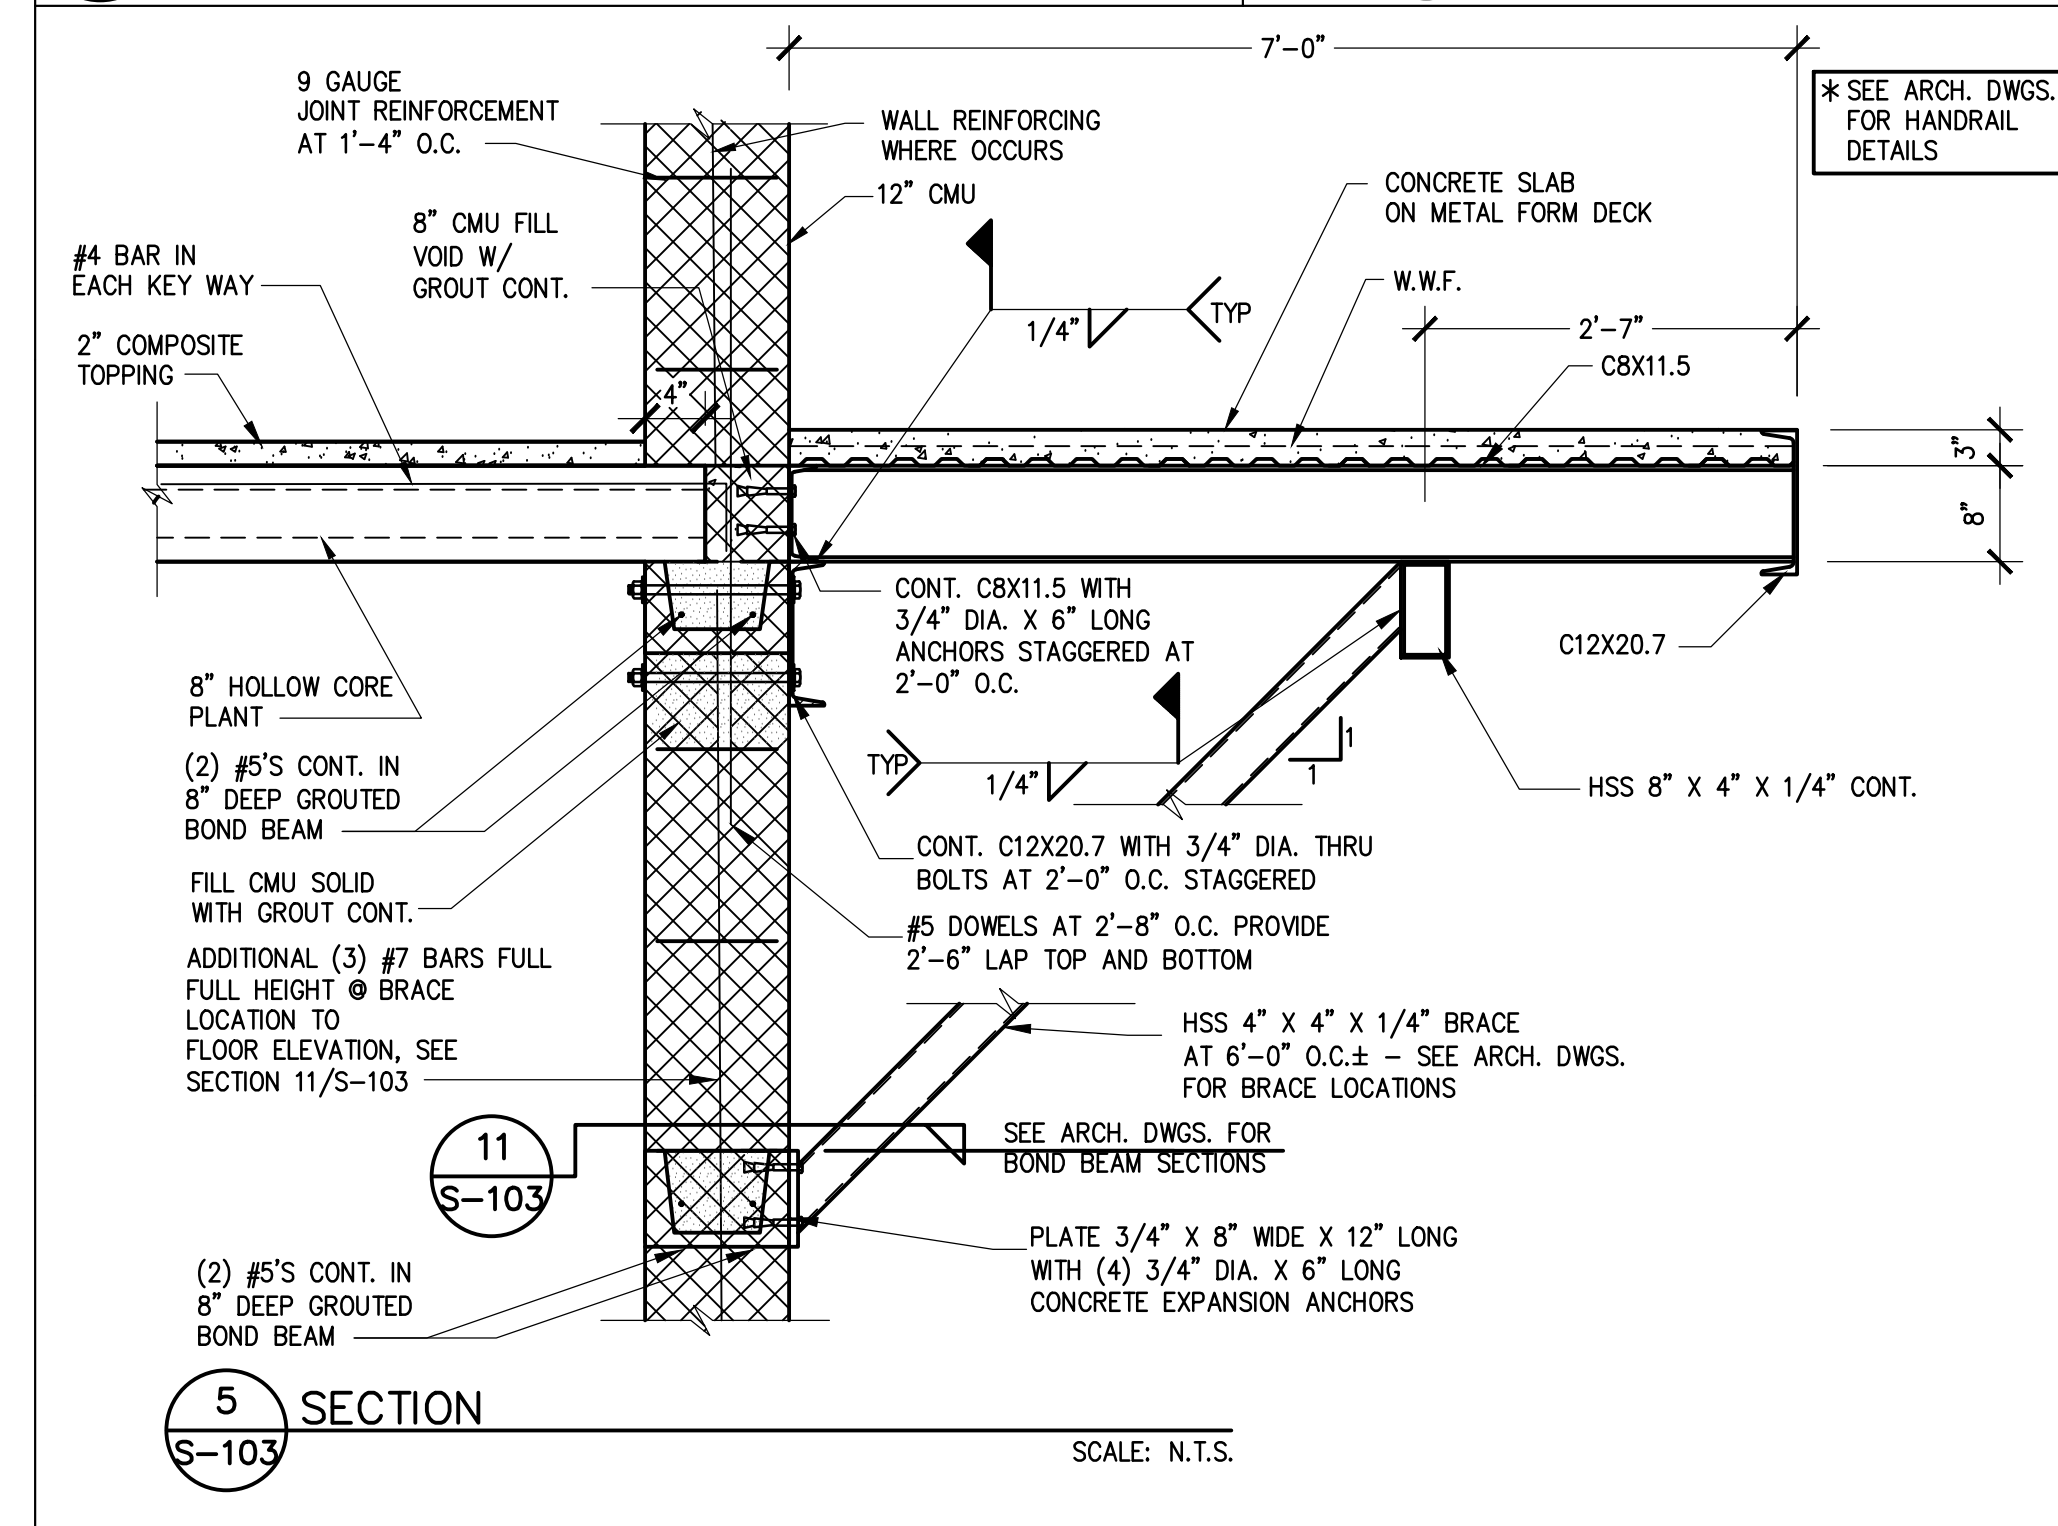 7'-0"
9 GAUGE
JOINT REINFORCEMENT
AT 1'-4" O.C.
* SEE ARCH. DWGS.
FOR HANDRAIL
DETAILS
WALL REINFORCING
WHERE OCCURS
12" CMU
CONCRETE SLAB
ON METAL FORM DECK
8" CMU FILL
VOID W/
GROUT CONT.
#4 BAR IN
EACH KEY WAY
W.W.F.
1/4"
TYP
2'-7"
2" COMPOSITE
TOPPING
C8X11.5
4"
3"
8"
CONT. C8X11.5 WITH
3/4" DIA. X 6" LONG
ANCHORS STAGGERED AT
2'-0" O.C.
C12X20.7
8" HOLLOW CORE
PLANT
(2) #5'S CONT. IN
8" DEEP GROUTED
BOND BEAM
TYP
1/4"
1
1
HSS 8" X 4" X 1/4" CONT.
CONT. C12X20.7 WITH 3/4" DIA. THRU
BOLTS AT 2'-0" O.C. STAGGERED
FILL CMU SOLID
WITH GROUT CONT.
#5 DOWELS AT 2'-8" O.C. PROVIDE
2'-6" LAP TOP AND BOTTOM
ADDITIONAL (3) #7 BARS FULL
FULL HEIGHT @ BRACE
LOCATION TO
FLOOR ELEVATION, SEE
SECTION 11/S-103
HSS 4" X 4" X 1/4" BRACE
AT 6'-0" O.C.± - SEE ARCH. DWGS.
FOR BRACE LOCATIONS
11
S-103
SEE ARCH. DWGS. FOR
BOND BEAM SECTIONS
PLATE 3/4" X 8" WIDE X 12" LONG
WITH (4) 3/4" DIA. X 6" LONG
CONCRETE EXPANSION ANCHORS
(2) #5'S CONT. IN
8" DEEP GROUTED
BOND BEAM
5
S-103
SECTION
SCALE: N.T.S.